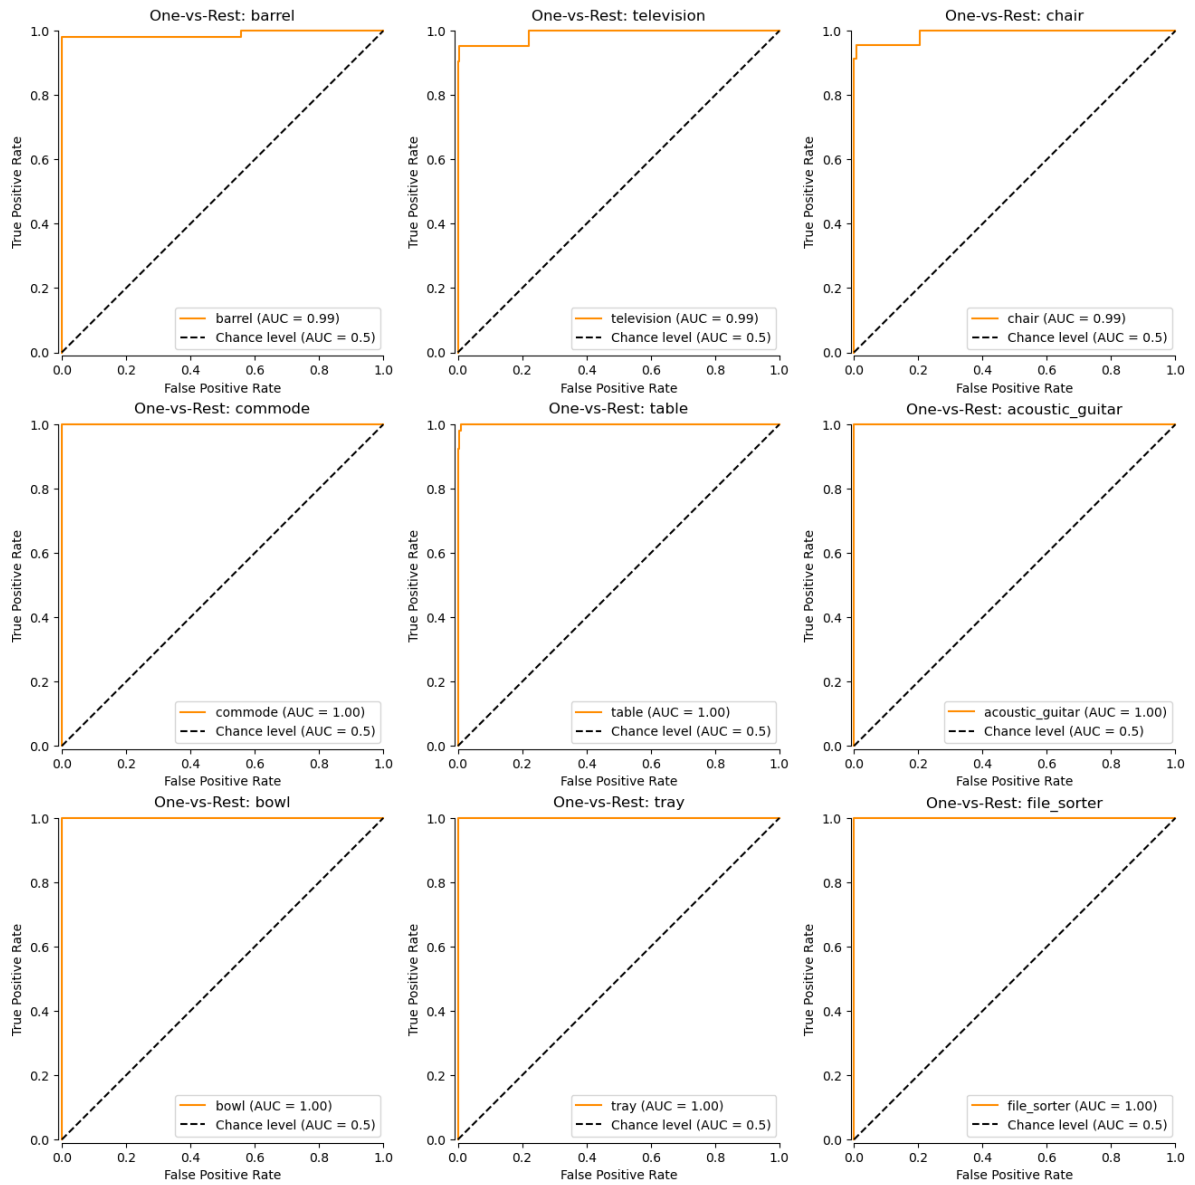 One-vs-Rest: barrel
1.0
0.8
0.6
0.4
0.2
0.0
True Positive Rate
barrel (AUC = 0.99)
Chance level (AUC = 0.5)
0.0 0.2 0.4 0.6 0.8 1.0
False Positive Rate
One-vs-Rest: television
1.0
0.8
0.6
0.4
0.2
0.0
True Positive Rate
television (AUC = 0.99)
Chance level (AUC = 0.5)
0.0 0.2 0.4 0.6 0.8 1.0
False Positive Rate
One-vs-Rest: chair
1.0
0.8
0.6
0.4
0.2
0.0
True Positive Rate
chair (AUC = 0.99)
Chance level (AUC = 0.5)
0.0 0.2 0.4 0.6 0.8 1.0
False Positive Rate
One-vs-Rest: commode
1.0
0.8
0.6
0.4
0.2
0.0
True Positive Rate
commode (AUC = 1.00)
Chance level (AUC = 0.5)
0.0 0.2 0.4 0.6 0.8 1.0
False Positive Rate
One-vs-Rest: table
1.0
0.8
0.6
0.4
0.2
0.0
True Positive Rate
table (AUC = 1.00)
Chance level (AUC = 0.5)
0.0 0.2 0.4 0.6 0.8 1.0
False Positive Rate
One-vs-Rest: acoustic_guitar
1.0
0.8
0.6
0.4
0.2
0.0
True Positive Rate
acoustic_guitar (AUC = 1.00)
Chance level (AUC = 0.5)
0.0 0.2 0.4 0.6 0.8 1.0
False Positive Rate
One-vs-Rest: bowl
1.0
0.8
0.6
0.4
0.2
0.0
True Positive Rate
bowl (AUC = 1.00)
Chance level (AUC = 0.5)
0.0 0.2 0.4 0.6 0.8 1.0
False Positive Rate
One-vs-Rest: tray
1.0
0.8
0.6
0.4
0.2
0.0
True Positive Rate
tray (AUC = 1.00)
Chance level (AUC = 0.5)
0.0 0.2 0.4 0.6 0.8 1.0
False Positive Rate
One-vs-Rest: file_sorter
1.0
0.8
0.6
0.4
0.2
0.0
True Positive Rate
file_sorter (AUC = 1.00)
Chance level (AUC = 0.5)
0.0 0.2 0.4 0.6 0.8 1.0
False Positive Rate